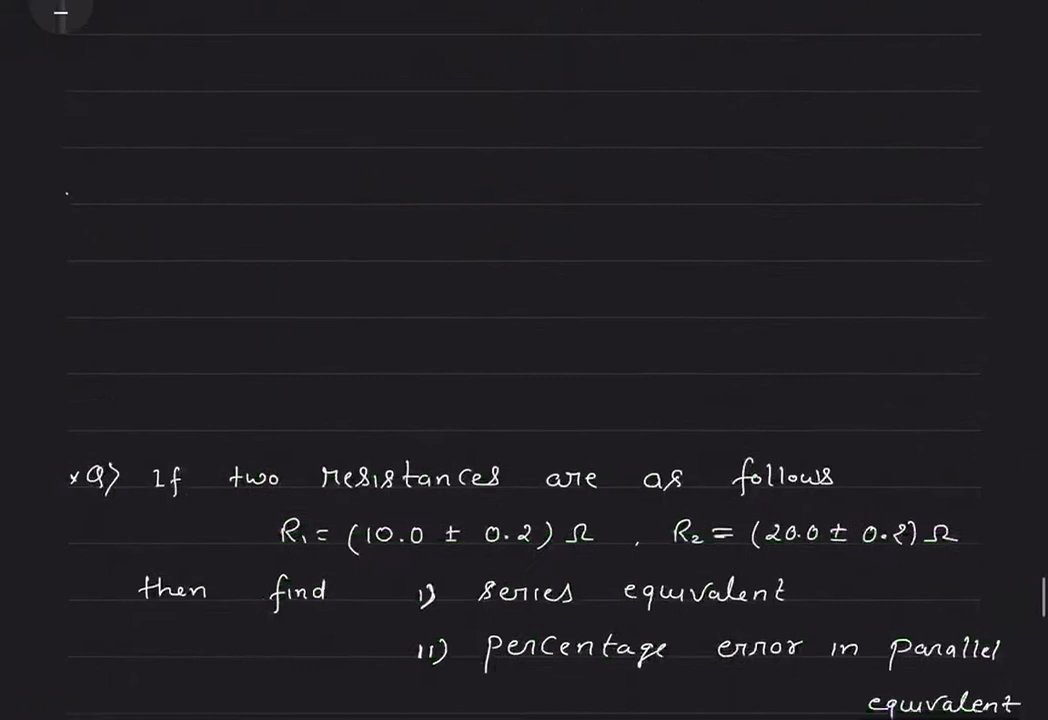 *Q) If two resistances are as follows
R₁ = (10.0 ± 0.2) Ω , R₂ = (20.0 ± 0.2) Ω
then find i) series equivalent
ii) percentage error in parallel
equivalent